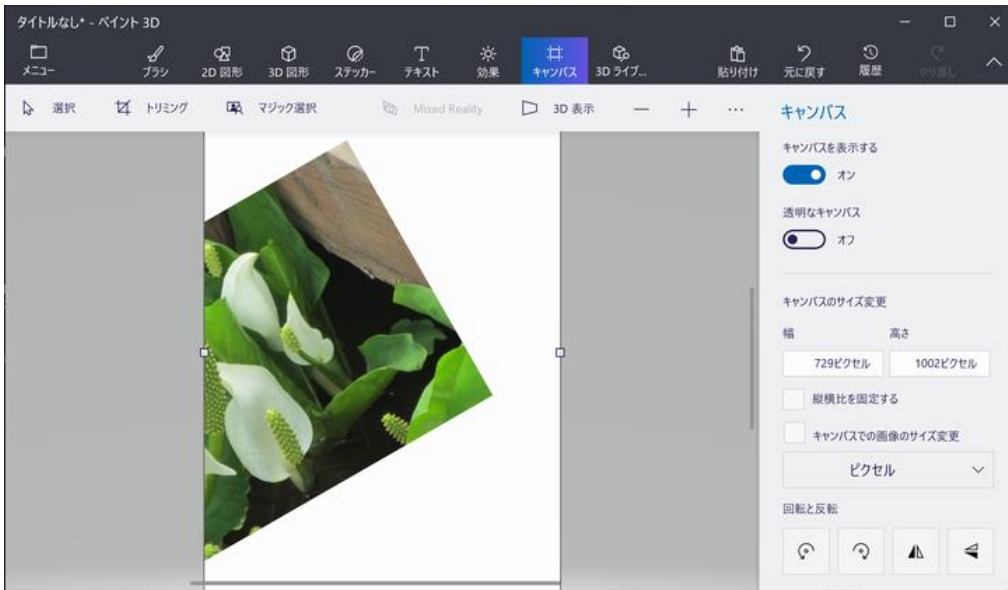 タイトルなし* - ペイント 3D
メニュー ブラシ 2D 図形 3D 図形 ステッカー テキスト 効果 キャンバス 3D ライブ... 貼り付け 元に戻す 履歴 やり直し
選択 トリミング マジック選択 Mixed Reality 3D 表示
キャンバス
キャンバスを表示する
オン
透明なキャンバス
オフ
キャンバスのサイズ変更
幅 高さ
729ピクセル 1002ピクセル
縦横比を固定する
キャンバスでの画像のサイズ変更
ピクセル
回転と反転